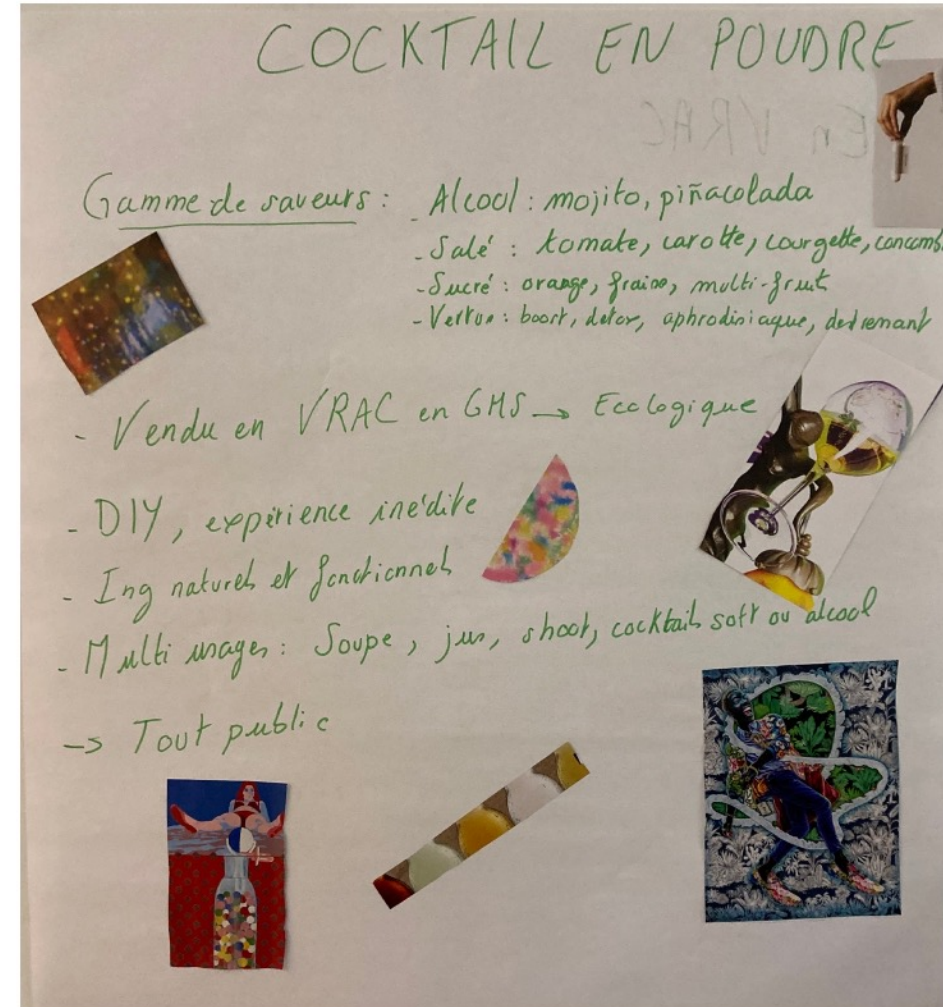 COCKTAIL EN POUDRE
En VRAC
Gamme de saveurs : - Alcool : mojito, piñacolada
- Salé : tomate, carotte, courgette, concomb
- Sucré : orange, fraise, multi-fruit
- Vertus : boost, detox, aphrodisiaque, destressant
- Vendu en VRAC en GMS → Ecologique
- DIY, expérience inédite
- Ing naturels et fonctionnels
- Multi usages : Soupe, jus, shoot, cocktails soft ou alcool
→ Tout public